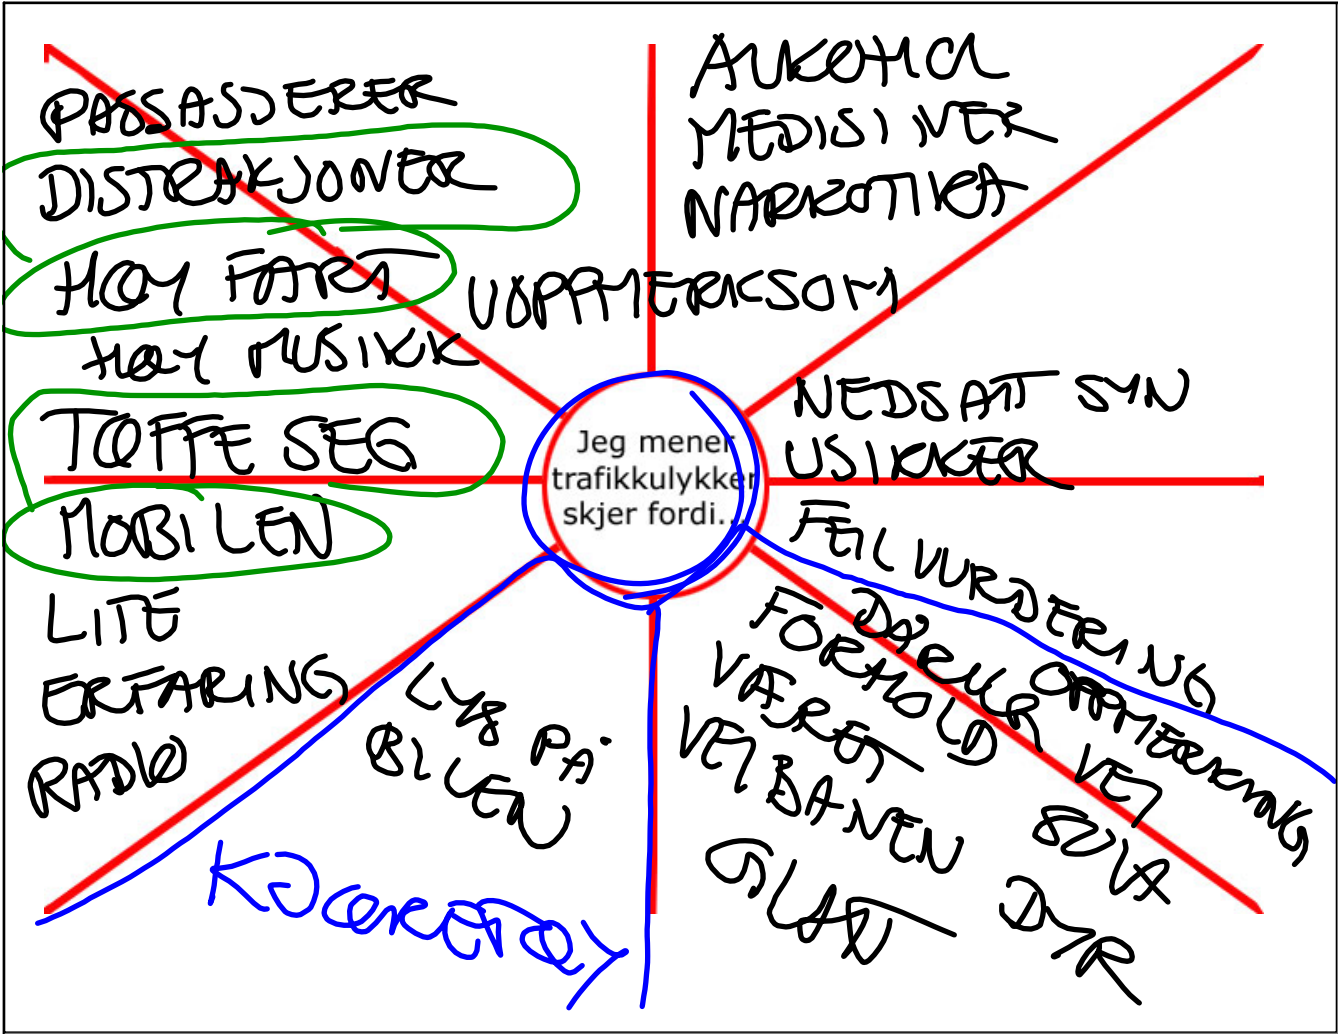 PASSASJERER
DISTRAKSJONER
HØY FART
HØY MUSIKK
TØFFE SEG
MOBILEN
LITE
ERFARING
RADIO
ALKOHOL
MEDISINER
NARKOTIKA
UOPPMERKSOM
NEDSATT SYN
USIKKER
Jeg mener
trafikkulykker
skjer fordi...
FEILVURDERING
DÅRLIG OPPMERKING
FORHOLD
VÆRET
VEIBANEN
GLATT
VEI
SOLA
DYR
LYS PÅ
BILEN
KJØRETØY